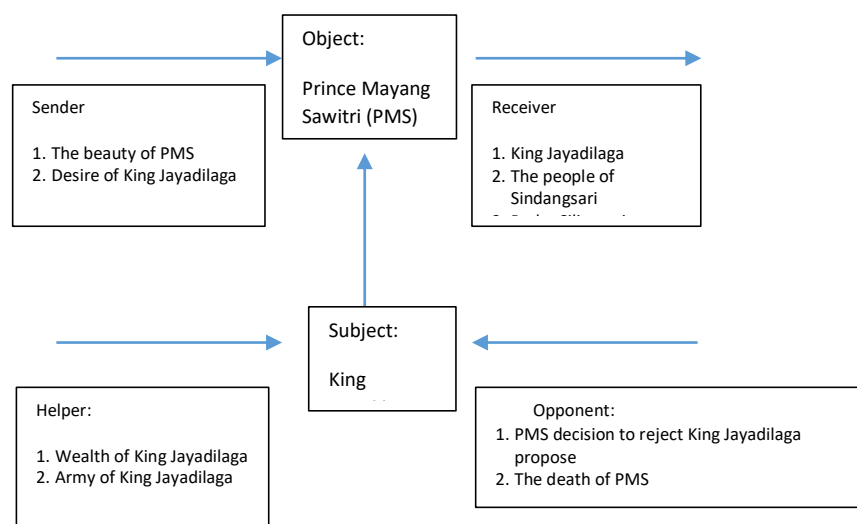 Object:
Prince Mayang
Sawitri (PMS)
Sender
1. The beauty of PMS
2. Desire of King Jayadilaga
Receiver
1. King Jayadilaga
2. The people of
Sindangsari
Subject:
King
Helper:
1. Wealth of King Jayadilaga
2. Army of King Jayadilaga
Opponent:
1. PMS decision to reject King Jayadilaga
propose
2. The death of PMS